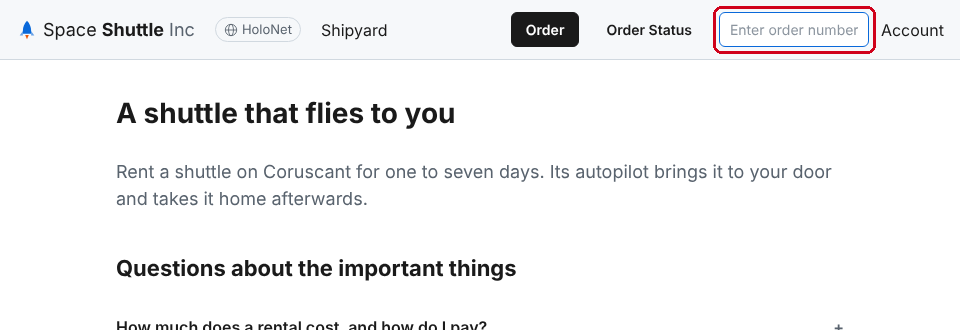 Space Shuttle Inc
HoloNet
Shipyard
Order
Order Status
Enter order number
Account
A shuttle that flies to you
Rent a shuttle on Coruscant for one to seven days. Its autopilot brings it to your door
and takes it home afterwards.
Questions about the important things
How much does a rental cost, and how do I pay?
+